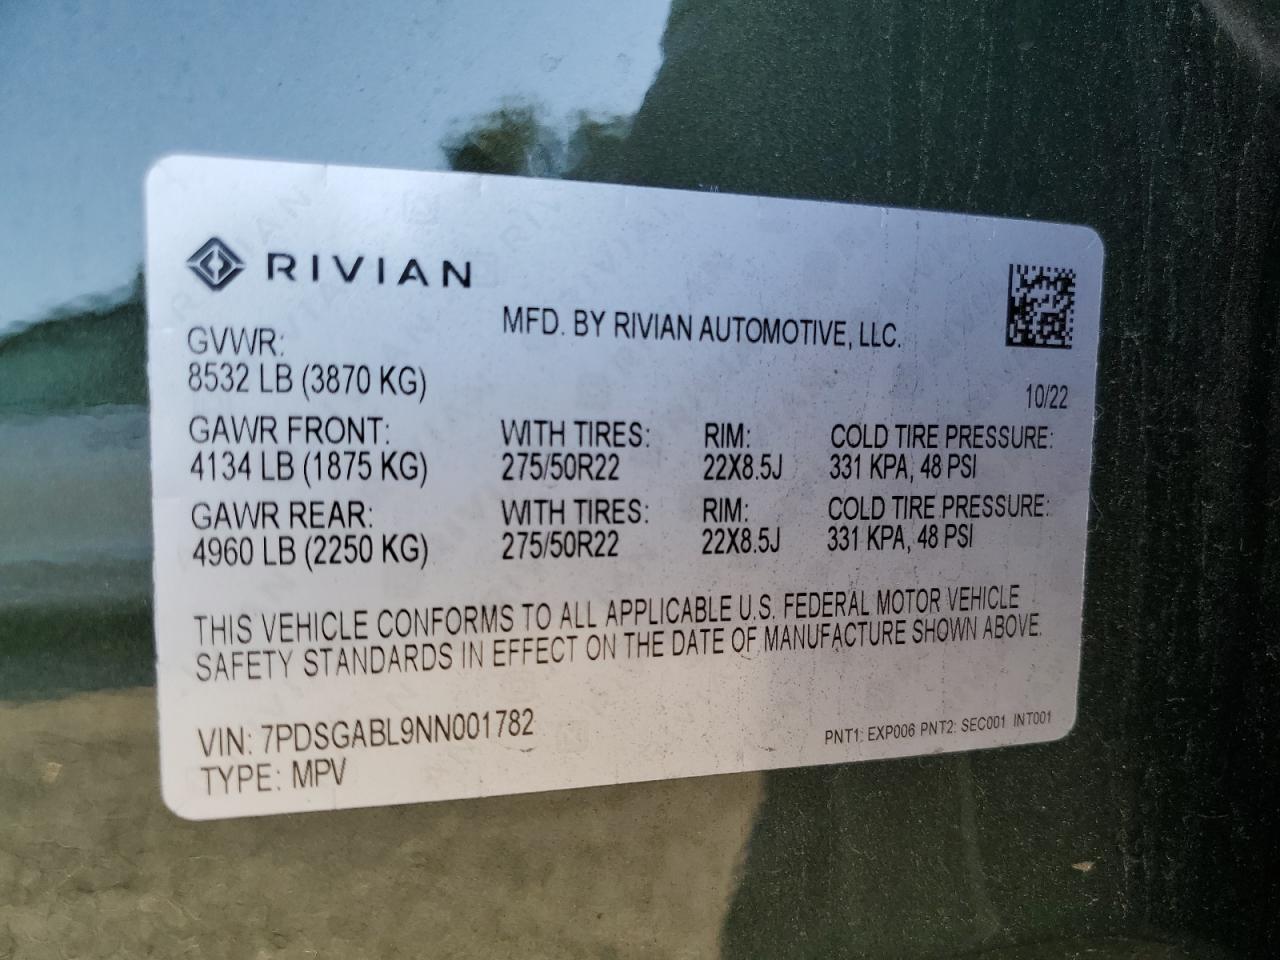 RIVIAN
MFD. BY RIVIAN AUTOMOTIVE, LLC.
GVWR:
8532 LB (3870 KG)
10/22
GAWR FRONT: WITH TIRES: RIM: COLD TIRE PRESSURE:
4134 LB (1875 KG) 275/50R22 22X8.5J 331 KPA, 48 PSI
GAWR REAR: WITH TIRES: RIM: COLD TIRE PRESSURE:
4960 LB (2250 KG) 275/50R22 22X8.5J 331 KPA, 48 PSI
THIS VEHICLE CONFORMS TO ALL APPLICABLE U.S. FEDERAL MOTOR VEHICLE
SAFETY STANDARDS IN EFFECT ON THE DATE OF MANUFACTURE SHOWN ABOVE.
VIN: 7PDSGABL9NN001782
TYPE: MPV
PNT1: EXP006 PNT2: SEC001 INT001